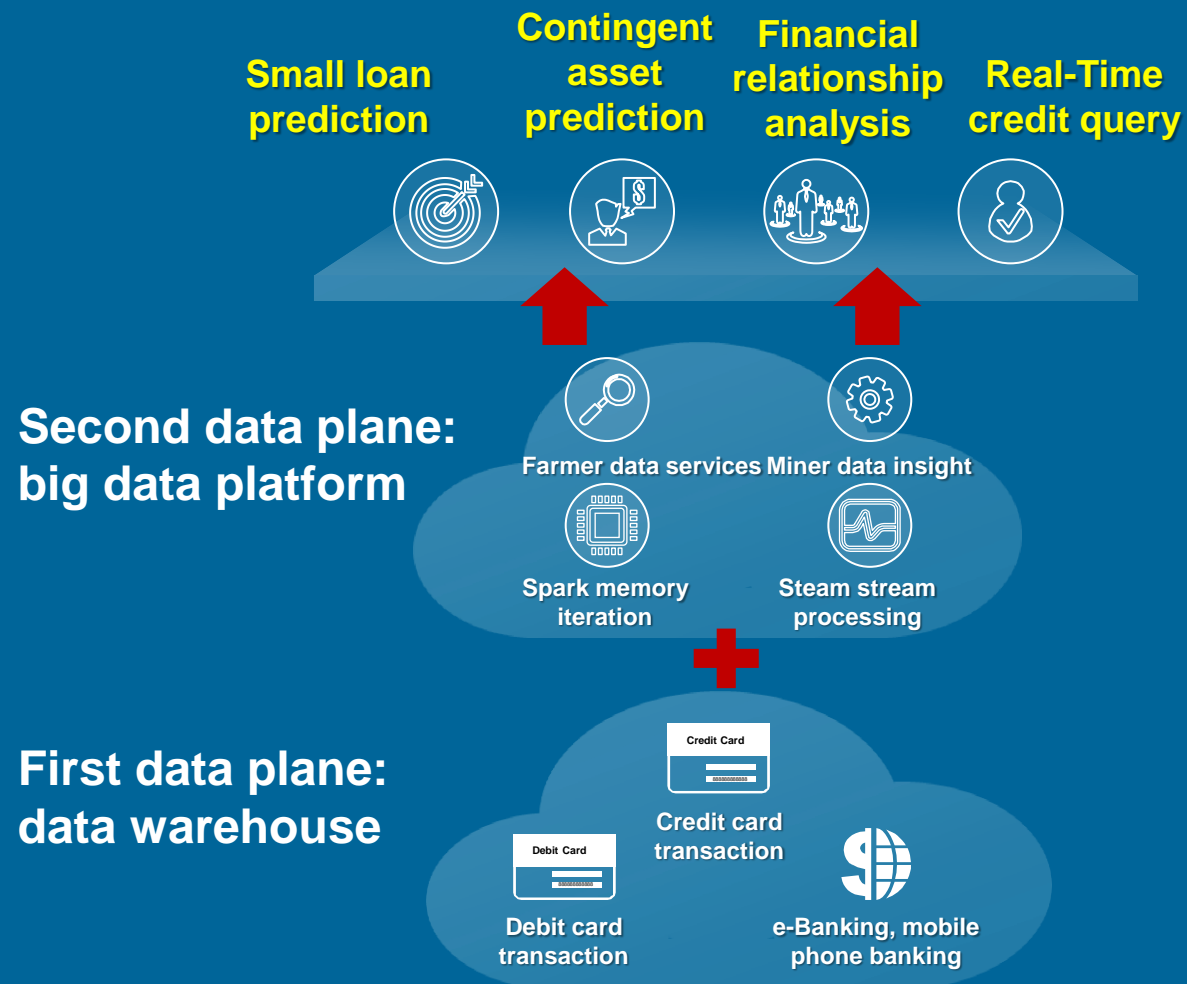 Contingent
asset
prediction
Financial
relationship
analysis
Small loan
prediction
Real-Time
credit query
$
Second data plane:
big data platform
Farmer data services
Miner data insight
Spark memory
iteration
Steam stream
processing
First data plane:
data warehouse
Credit Card
888888888888
Credit card
transaction
Debit Card
888888888888
Debit card
transaction
$
e-Banking, mobile
phone banking